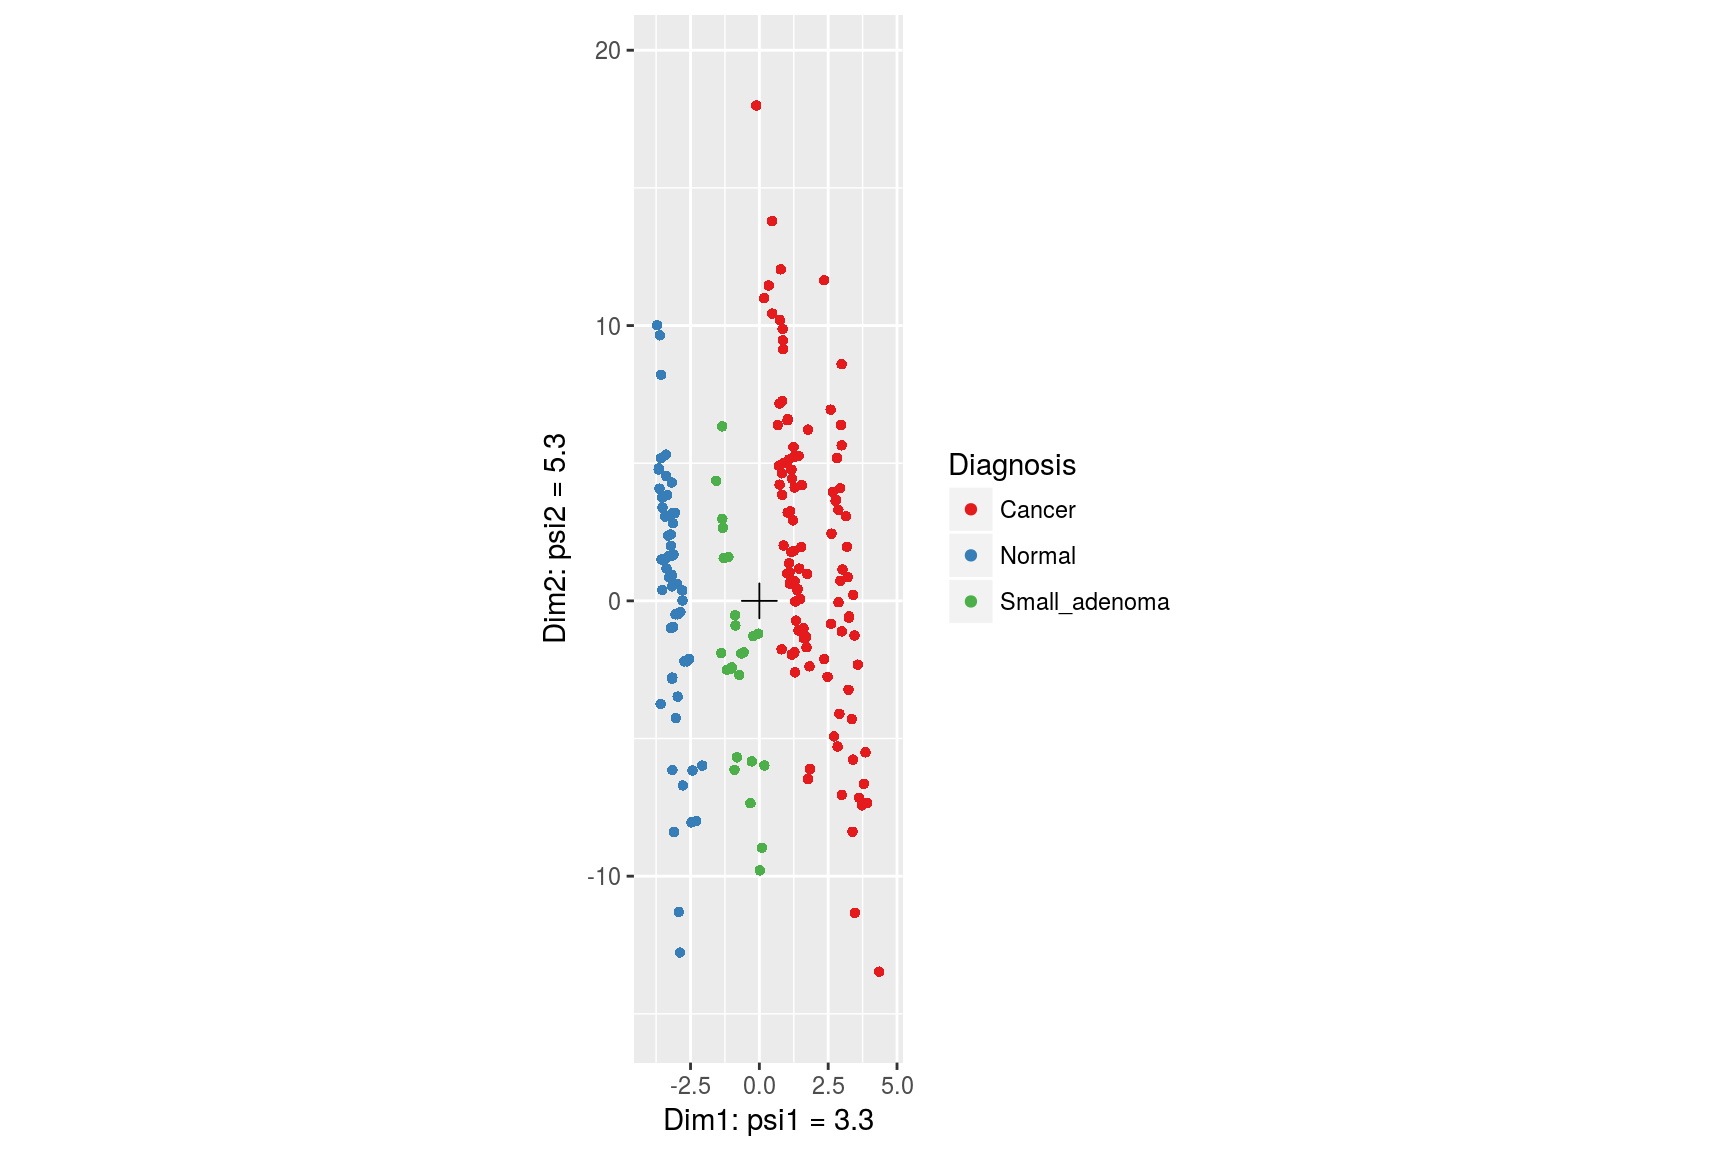 20
10
0
-10
-2.5 0.0 2.5 5.0
Dim1: psi1 = 3.3
Dim2: psi2 = 5.3
Diagnosis
Cancer
Normal
Small_adenoma